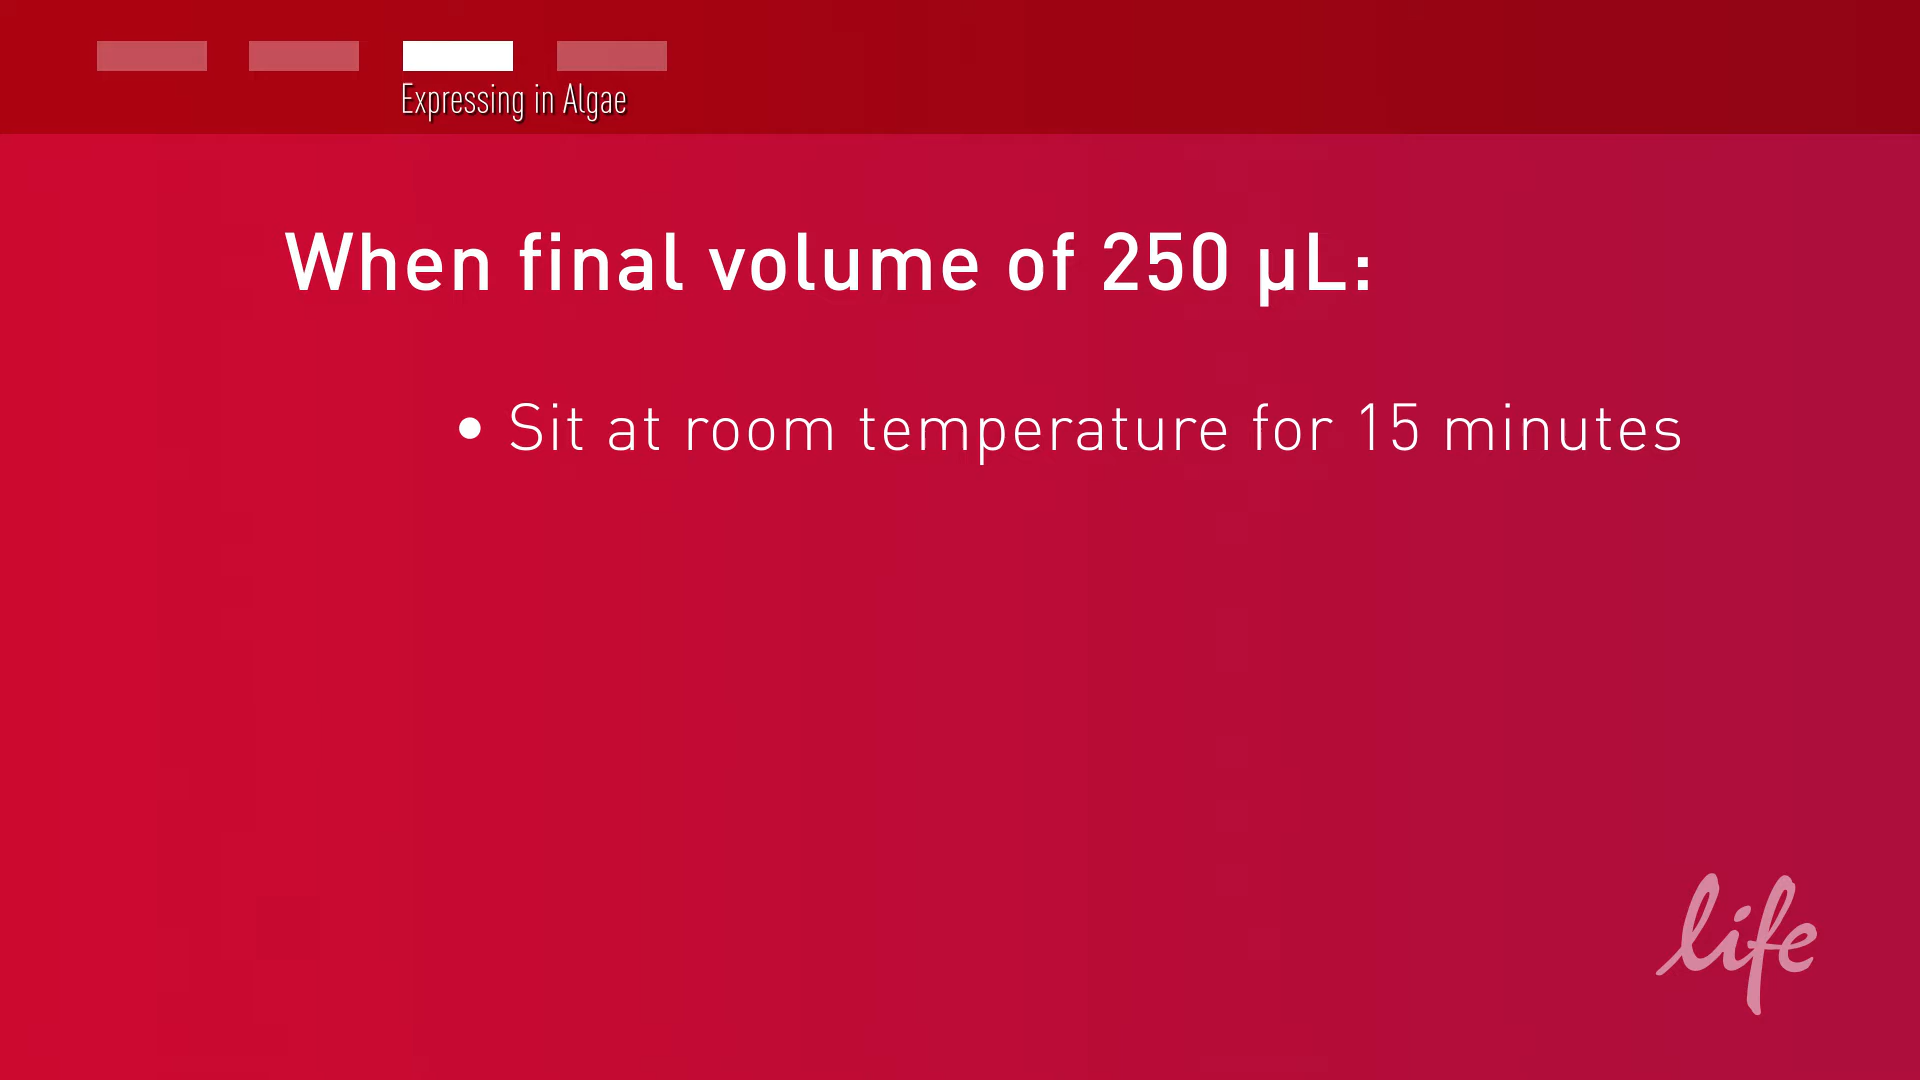 Expressing in Algae
When final volume of 250 µL:
• Sit at room temperature for 15 minutes
life